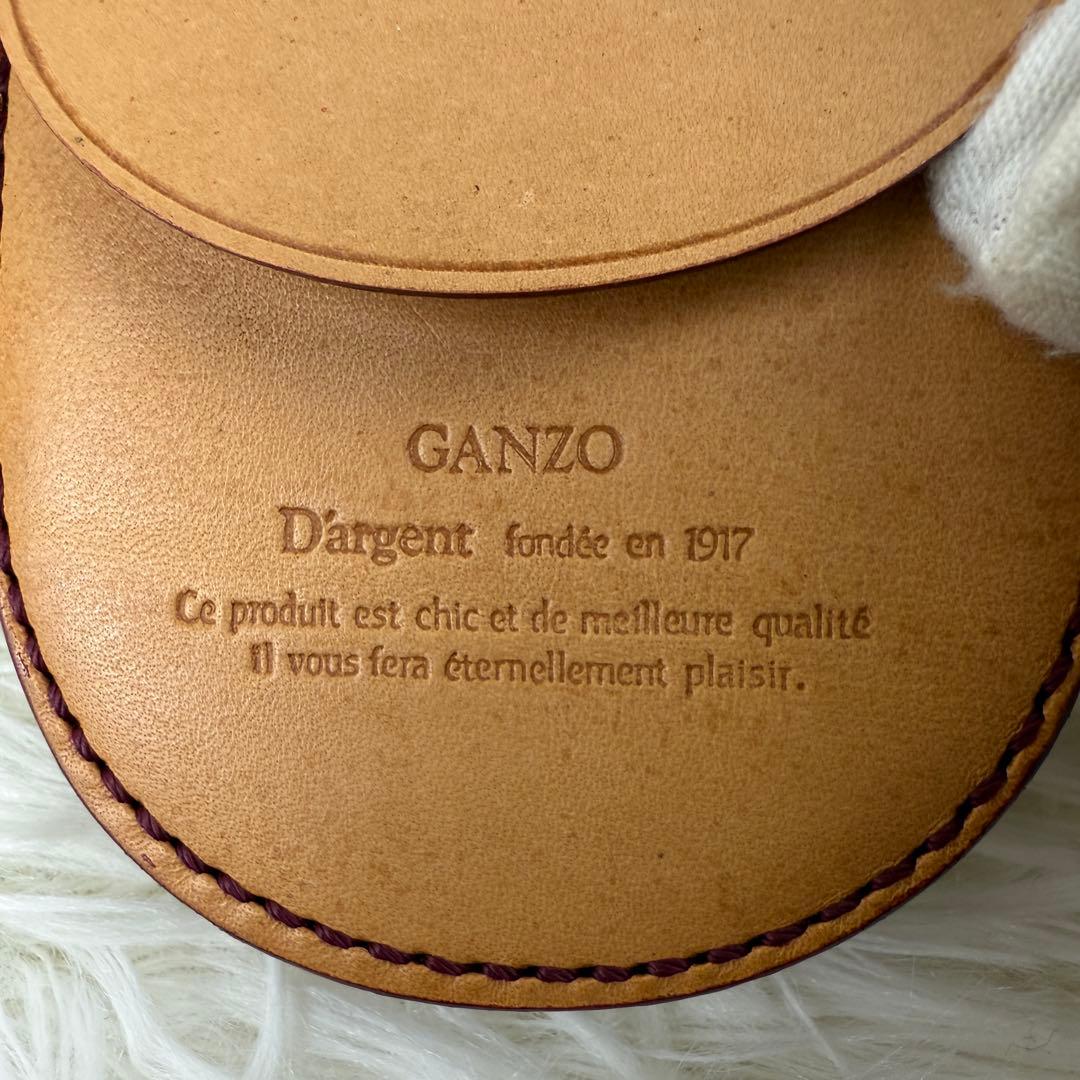 GANZO
D'argent fondée en 1917
Ce produit est chic et de meilleure qualité
il vous fera éternellement plaisir.